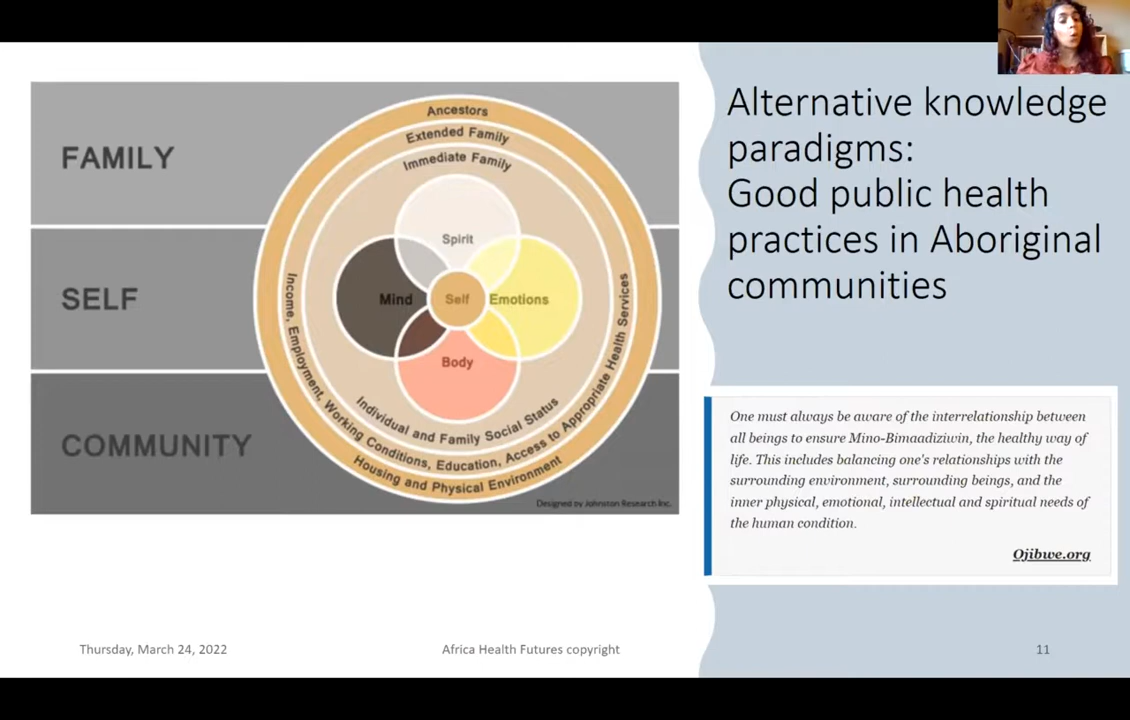 Alternative knowledge
paradigms:
Good public health
practices in Aboriginal
communities
FAMILY
SELF
COMMUNITY
Ancestors
Extended Family
Immediate Family
Spirit
Mind
Self
Emotions
Body
Individual and Family Social Status
Income, Employment, Working Conditions, Education, Access to Appropriate Health Services
Housing and Physical Environment
Designed by Johnston Research Inc.
One must always be aware of the interrelationship between
all beings to ensure Mino-Bimaadiziwin, the healthy way of
life. This includes balancing one's relationships with the
surrounding environment, surrounding beings, and the
inner physical, emotional, intellectual and spiritual needs of
the human condition.
Ojibwe.org
Thursday, March 24, 2022
Africa Health Futures copyright
11